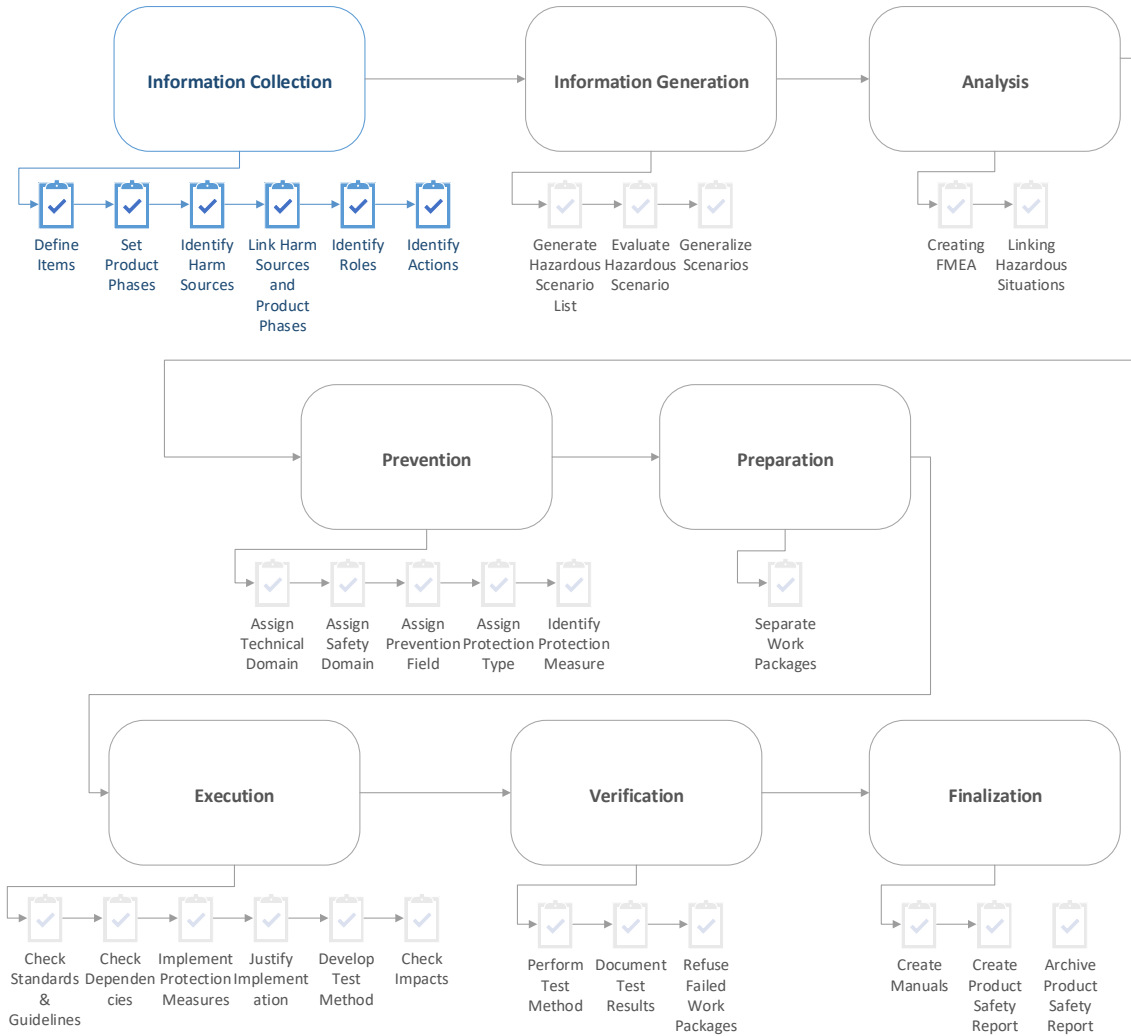 Information Collection
Information Generation
Analysis
Define
Items
Set
Product
Phases
Identify
Harm
Sources
Link Harm
Sources
and
Product
Phases
Identify
Roles
Identify
Actions
Generate
Hazardous
Scenario
List
Evaluate
Hazardous
Scenario
Generalize
Scenarios
Creating
FMEA
Linking
Hazardous
Situations
Prevention
Preparation
Assign
Technical
Domain
Assign
Safety
Domain
Assign
Prevention
Field
Assign
Protection
Type
Identify
Protection
Measure
Separate
Work
Packages
Execution
Verification
Finalization
Check
Standards
&
Guidelines
Check
Dependen
cies
Implement
Protection
Measures
Justify
Implement
ation
Develop
Test
Method
Check
Impacts
Perform
Test
Method
Document
Test
Results
Refuse
Failed
Work
Packages
Create
Manuals
Create
Product
Safety
Report
Archive
Product
Safety
Report